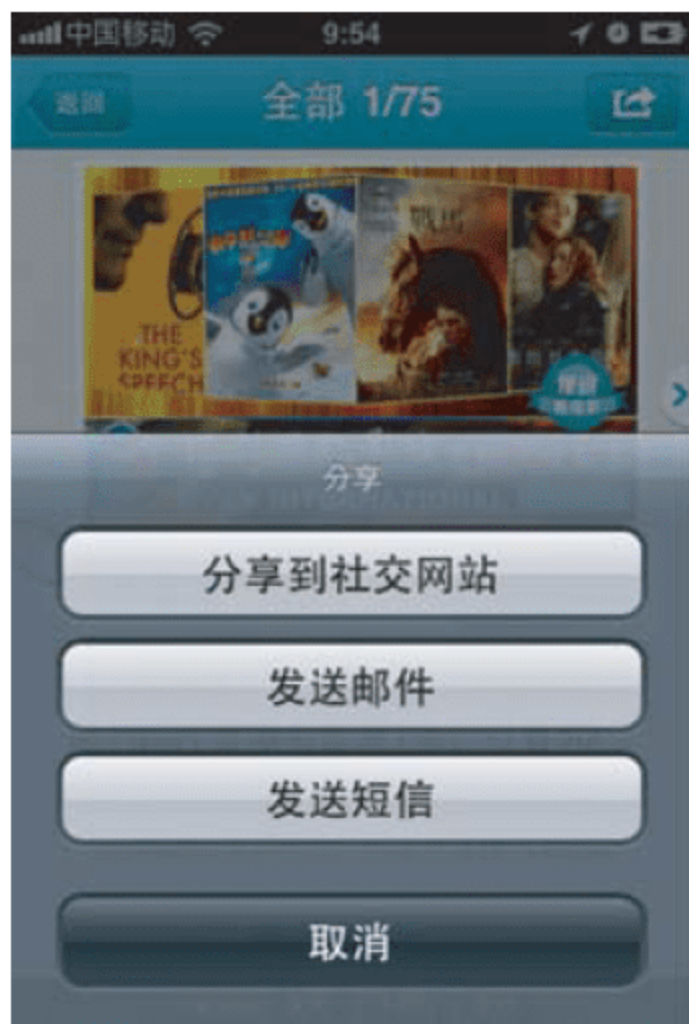 中国移动 9:54
返回 全部 1/75
THE
KING'S
SPEECH
分享
分享到社交网站
发送邮件
发送短信
取消